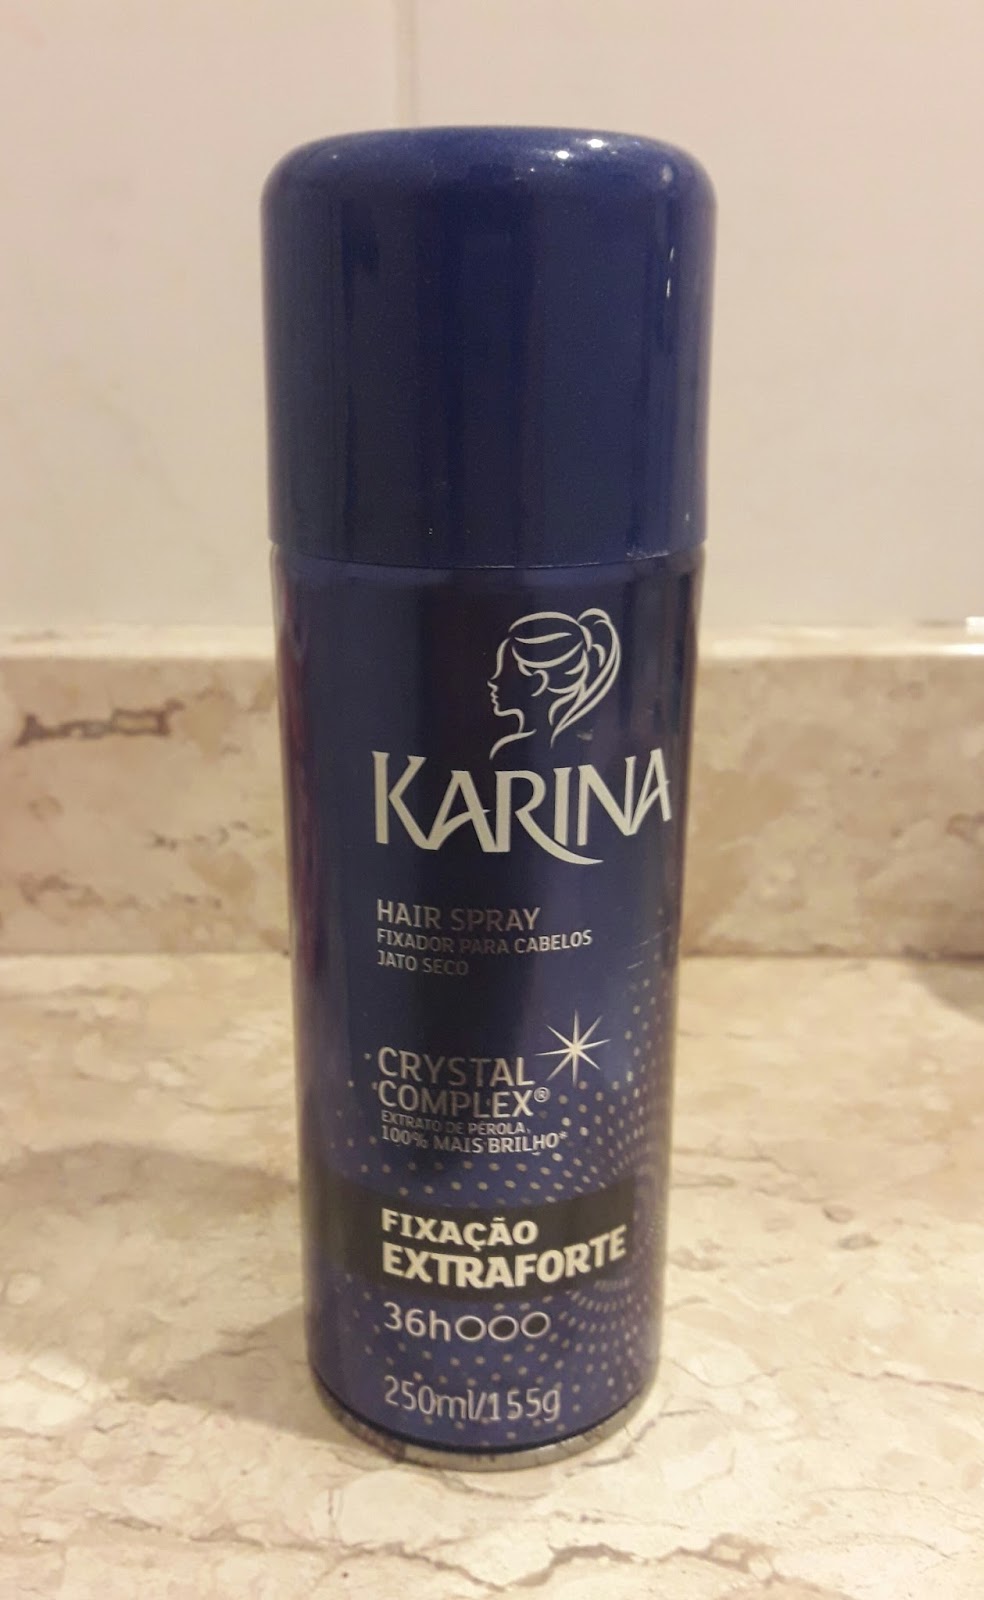 KARINA
HAIR SPRAY
FIXADOR PARA CABELOS
JATO SECO
CRYSTAL
COMPLEX®
EXTRATO DE PÉROLA,
100% MAIS BRILHO*
FIXAÇÃO
EXTRAFORTE
36h
250ml/155g